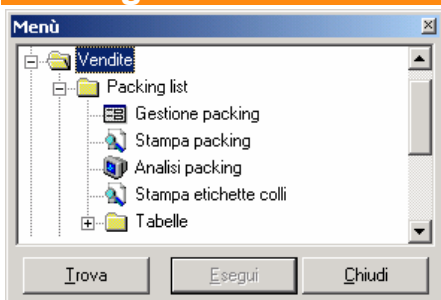 Menù
Vendite
Packing list
Gestione packing
Stampa packing
Analisi packing
Stampa etichette colli
Tabelle
Trova Esegui Chiudi